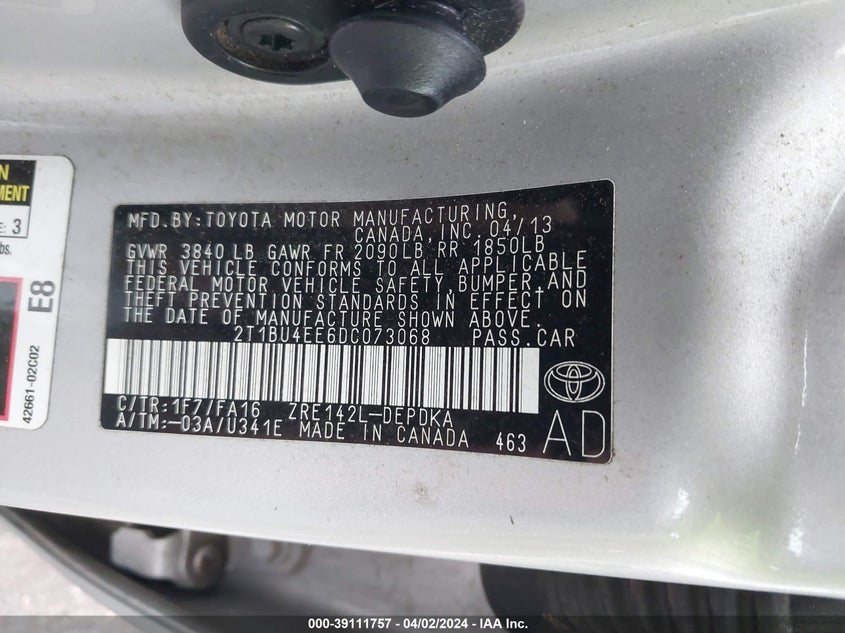 N
MENT
E: 3
bs.
E8
42661-02C02
MFD.BY:TOYOTA MOTOR MANUFACTURING,
CANADA,INC. 04/13
GVWR 3840 LB GAWR FR 2090LB RR 1850LB
THIS VEHICLE CONFORMS TO ALL APPLICABLE
FEDERAL MOTOR VEHICLE SAFETY,BUMPER,AND
THEFT PREVENTION STANDARDS IN EFFECT ON
THE DATE OF MANUFACTURE SHOWN ABOVE.
2T1BU4EE6DC073068 PASS.CAR
C/TR:1F7/FA16 ZRE142L-DEPDKA
A/TM:-03A/U341E MADE IN CANADA 463
AD
000-39111757 - 04/02/2024 - IAA Inc.